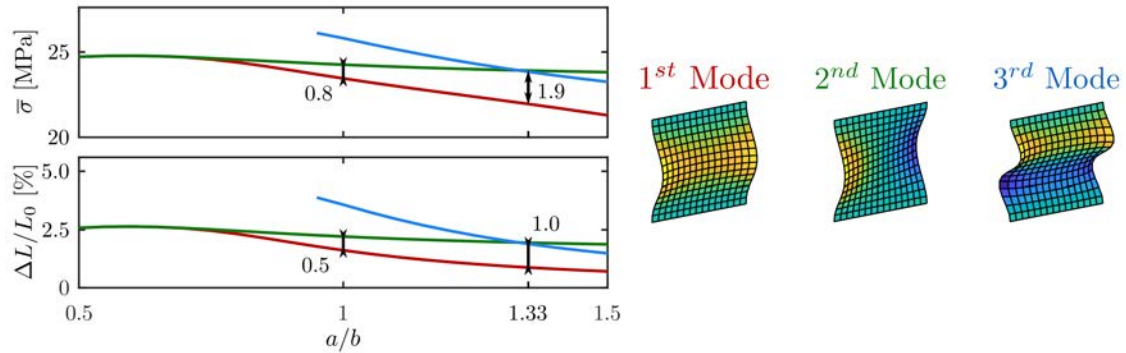 25
20
σ̅ [MPa]
0.8
1.9
5.0
2.5
0
ΔL/L₀ [%]
0.5
1.0
0.5
1
1.33
1.5
a/b
1ˢᵗ Mode
2ⁿᵈ Mode
3ʳᵈ Mode